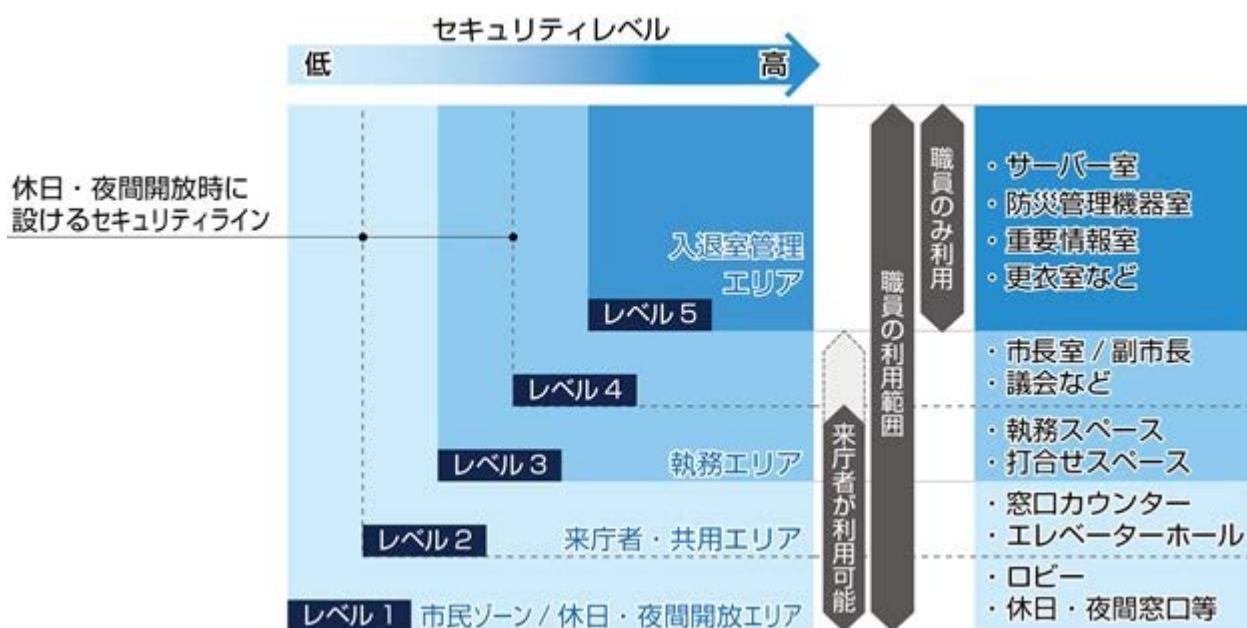 セキュリティレベル
低
高
休日・夜間開放時に
設けるセキュリティライン
入退室管理
エリア
レベル 5
レベル 4
レベル 3
執務エリア
レベル 2
来庁者・共用エリア
レベル 1
市民ゾーン / 休日・夜間開放エリア
来庁者が利用可能
職員の利用範囲
職員のみ利用
・サーバー室
・防災管理機器室
・重要情報室
・更衣室など
・市長室 / 副市長
・議会など
・執務スペース
・打合せスペース
・窓口カウンター
・エレベーターホール
・ロビー
・休日・夜間窓口等